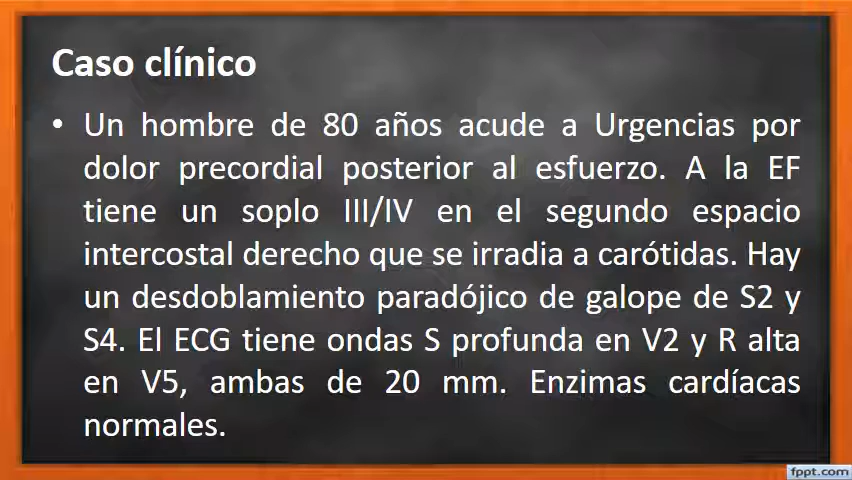 Caso clínico
• Un hombre de 80 años acude a Urgencias por
dolor precordial posterior al esfuerzo. A la EF
tiene un soplo III/IV en el segundo espacio
intercostal derecho que se irradia a carótidas. Hay
un desdoblamiento paradójico de galope de S2 y
S4. El ECG tiene ondas S profunda en V2 y R alta
en V5, ambas de 20 mm. Enzimas cardíacas
normales.
fppt.com